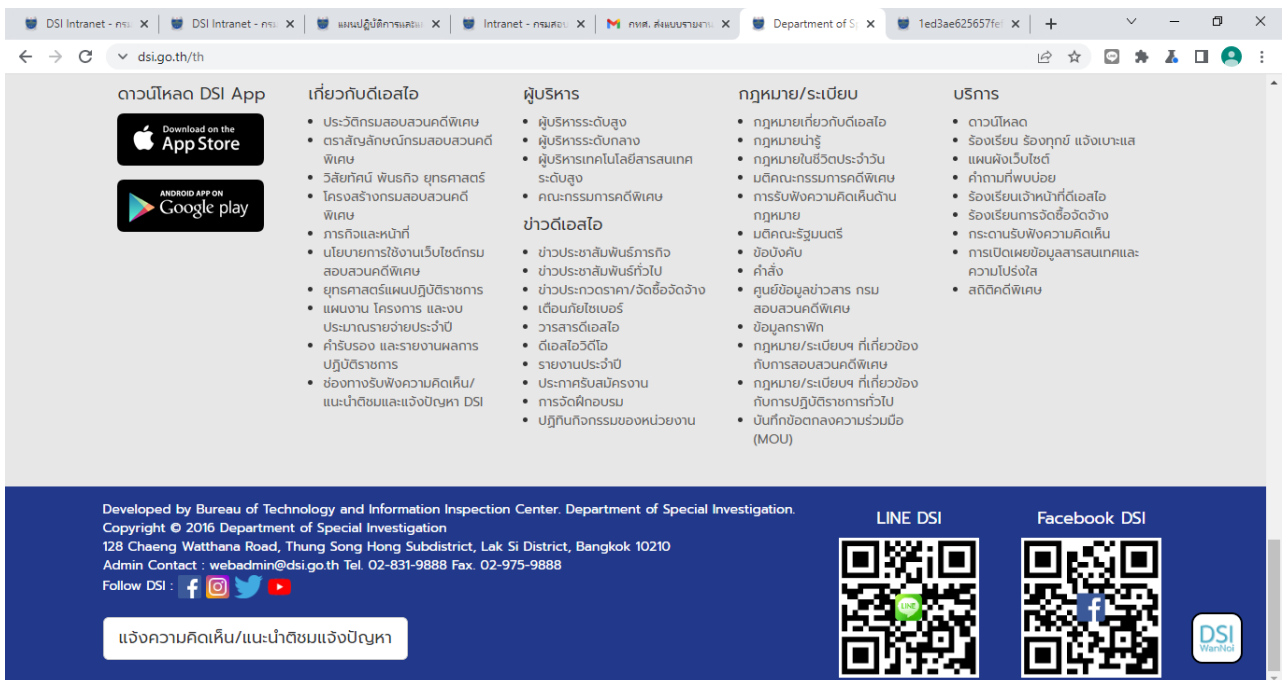 DSI Intranet - กรม
DSI Intranet - กรม
แผนปฏิบัติการและแ
Intranet - กรมสอบ
กทส. ส่งแบบรายงาน
Department of Sp
1ed3ae625657fef
dsi.go.th/th
ดาวน์โหลด DSI App
Download on the
App Store
ANDROID APP ON
Google play
เกี่ยวกับดีเอสไอ
ประวัติกรมสอบสวนคดีพิเศษ
ตราสัญลักษณ์กรมสอบสวนคดี
พิเศษ
วิสัยทัศน์ พันธกิจ ยุทธศาสตร์
โครงสร้างกรมสอบสวนคดี
พิเศษ
ภารกิจและหน้าที่
นโยบายการใช้งานเว็บไซต์กรม
สอบสวนคดีพิเศษ
ยุทธศาสตร์แผนปฏิบัติราชการ
แผนงาน โครงการ และงบ
ประมาณรายจ่ายประจำปี
คำรับรอง และรายงานผลการ
ปฏิบัติราชการ
ช่องทางรับฟังความคิดเห็น/
แนะนำติชมและแจ้งปัญหา DSI
ผู้บริหาร
ผู้บริหารระดับสูง
ผู้บริหารระดับกลาง
ผู้บริหารเทคโนโลยีสารสนเทศ
ระดับสูง
คณะกรรมการคดีพิเศษ
ข่าวดีเอสไอ
ข่าวประชาสัมพันธ์ภารกิจ
ข่าวประชาสัมพันธ์ทั่วไป
ข่าวประกวดราคา/จัดซื้อจัดจ้าง
เตือนภัยไซเบอร์
วารสารดีเอสไอ
ดีเอสไอวิดีโอ
รายงานประจำปี
ประกาศรับสมัครงาน
การจัดฝึกอบรม
ปฏิทินกิจกรรมของหน่วยงาน
กฎหมาย/ระเบียบ
กฎหมายเกี่ยวกับดีเอสไอ
กฎหมายน่ารู้
กฎหมายในชีวิตประจำวัน
มติคณะกรรมการคดีพิเศษ
การรับฟังความคิดเห็นด้าน
กฎหมาย
มติคณะรัฐมนตรี
ข้อบังคับ
คำสั่ง
ศูนย์ข้อมูลข่าวสาร กรม
สอบสวนคดีพิเศษ
ข้อมูลกราฟิก
กฎหมาย/ระเบียบฯ ที่เกี่ยวข้อง
กับการสอบสวนคดีพิเศษ
กฎหมาย/ระเบียบฯ ที่เกี่ยวข้อง
กับการปฏิบัติราชการทั่วไป
บันทึกข้อตกลงความร่วมมือ
(MOU)
บริการ
ดาวน์โหลด
ร้องเรียน ร้องทุกข์ แจ้งเบาะแส
แผนผังเว็บไซต์
คำถามที่พบบ่อย
ร้องเรียนเจ้าหน้าที่ดีเอสไอ
ร้องเรียนการจัดซื้อจัดจ้าง
กระดานรับฟังความคิดเห็น
การเปิดเผยข้อมูลสารสนเทศและ
ความโปร่งใส
สถิติคดีพิเศษ
Developed by Bureau of Technology and Information Inspection Center. Department of Special Investigation.
Copyright © 2016 Department of Special Investigation
128 Chaeng Watthana Road, Thung Song Hong Subdistrict, Lak Si District, Bangkok 10210
Admin Contact : webadmin@dsi.go.th Tel. 02-831-9888 Fax. 02-975-9888
Follow DSI :
แจ้งความคิดเห็น/แนะนำติชมแจ้งปัญหา
LINE DSI
LINE
Facebook DSI
DSI
WanNoi